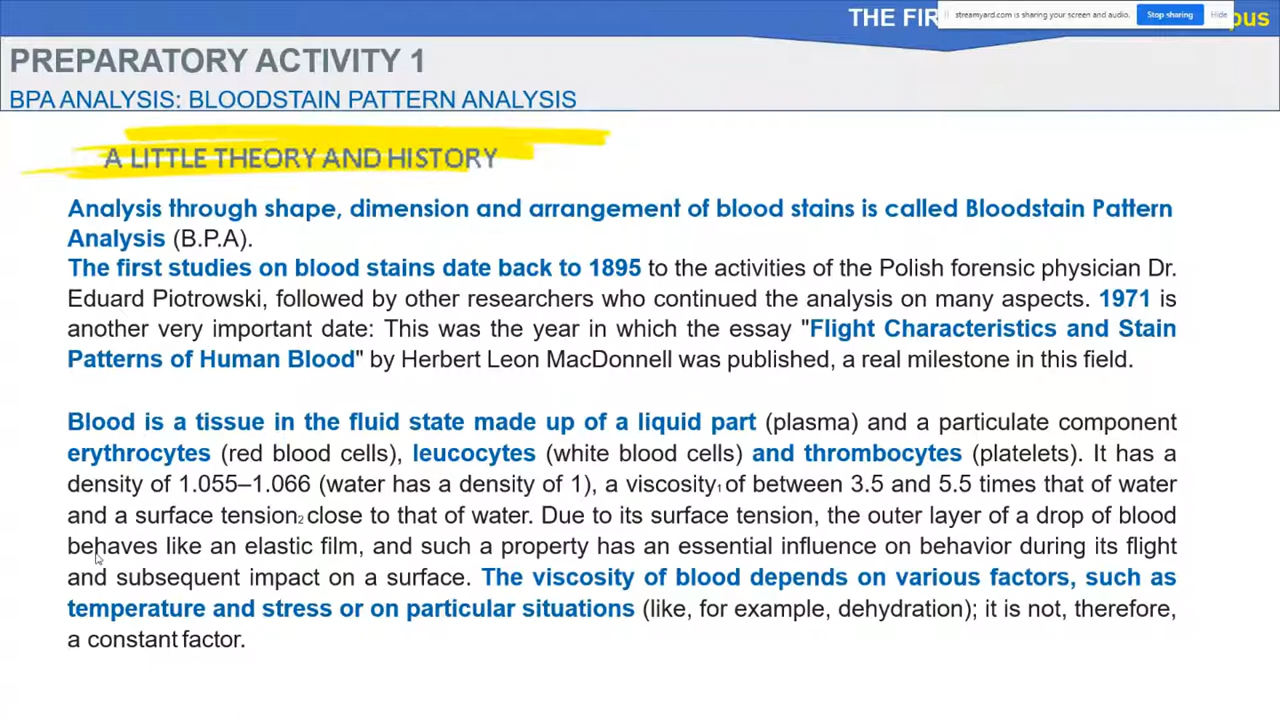 THE FIR
streamyard.com is sharing your screen and audio.
Stop sharing
Hide
pus
PREPARATORY ACTIVITY 1
BPA ANALYSIS: BLOODSTAIN PATTERN ANALYSIS
A LITTLE THEORY AND HISTORY
Analysis through shape, dimension and arrangement of blood stains is called Bloodstain Pattern
Analysis (B.P.A).
The first studies on blood stains date back to 1895 to the activities of the Polish forensic physician Dr.
Eduard Piotrowski, followed by other researchers who continued the analysis on many aspects. 1971 is
another very important date: This was the year in which the essay "Flight Characteristics and Stain
Patterns of Human Blood" by Herbert Leon MacDonnell was published, a real milestone in this field.
Blood is a tissue in the fluid state made up of a liquid part (plasma) and a particulate component
erythrocytes (red blood cells), leucocytes (white blood cells) and thrombocytes (platelets). It has a
density of 1.055–1.066 (water has a density of 1), a viscosity₁ of between 3.5 and 5.5 times that of water
and a surface tension₂ close to that of water. Due to its surface tension, the outer layer of a drop of blood
behaves like an elastic film, and such a property has an essential influence on behavior during its flight
and subsequent impact on a surface. The viscosity of blood depends on various factors, such as
temperature and stress or on particular situations (like, for example, dehydration); it is not, therefore,
a constant factor.